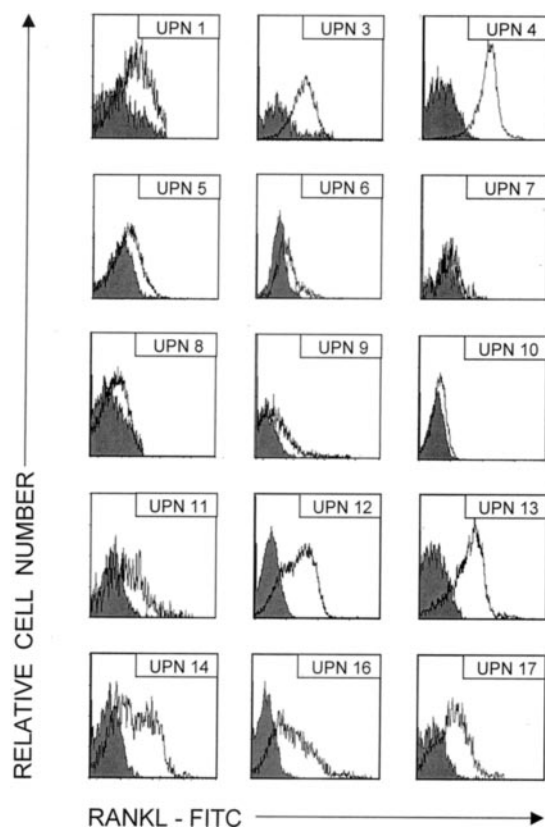 UPN 1
UPN 3
UPN 4
UPN 5
UPN 6
UPN 7
UPN 8
UPN 9
UPN 10
UPN 11
UPN 12
UPN 13
UPN 14
UPN 16
UPN 17
RELATIVE CELL NUMBER
RANKL - FITC